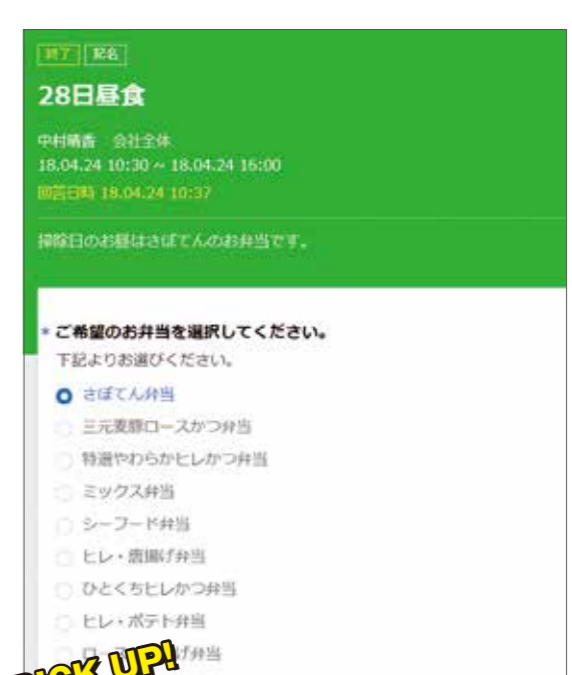 終了 記名
28日昼食
中村晴香 会社全体
18.04.24 10:30 ~ 18.04.24 16:00
回答日時 18.04.24 10:37
掃除日のお昼はさぼてんのお弁当です。
* ご希望のお弁当を選択してください。
下記よりお選びください。
さぼてん弁当
三元麦豚ロースかつ弁当
特選やわらかヒレかつ弁当
ミックス弁当
シーフード弁当
ヒレ・唐揚げ弁当
ひとくちヒレかつ弁当
ヒレ・ポテト弁当
げ弁当
PICK UP!